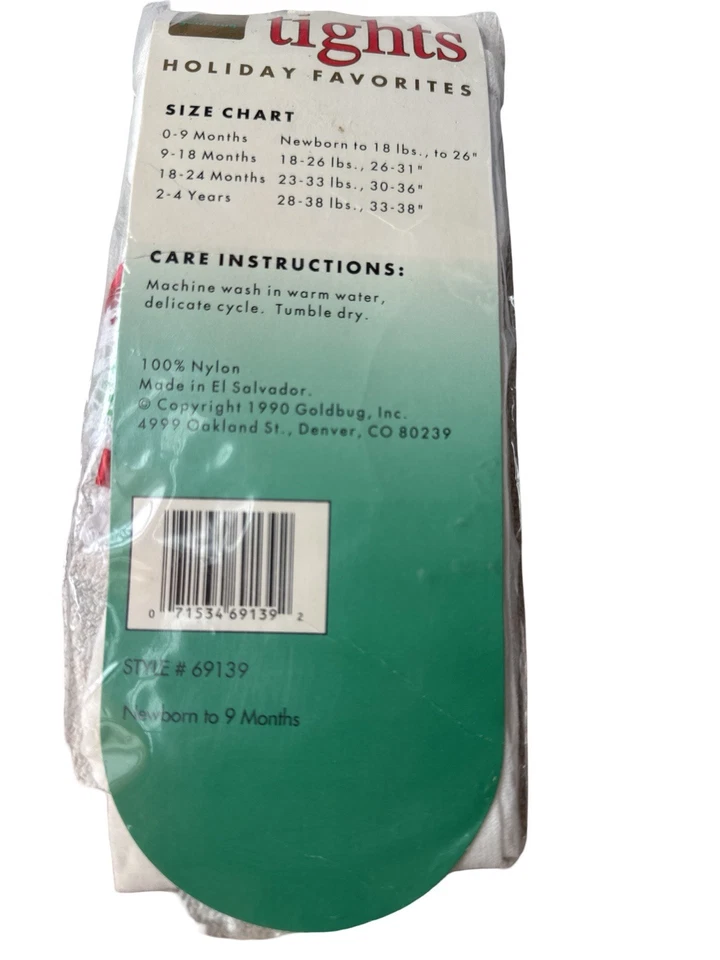 tights
HOLIDAY FAVORITES
SIZE CHART
0-9 Months Newborn to 18 lbs., to 26"
9-18 Months 18-26 lbs., 26-31"
18-24 Months 23-33 lbs., 30-36"
2-4 Years 28-38 lbs., 33-38"
CARE INSTRUCTIONS:
Machine wash in warm water,
delicate cycle. Tumble dry.
100% Nylon
Made in El Salvador.
© Copyright 1990 Goldbug, Inc.
4999 Oakland St., Denver, CO 80239
0 71534 69139 2
STYLE # 69139
Newborn to 9 Months